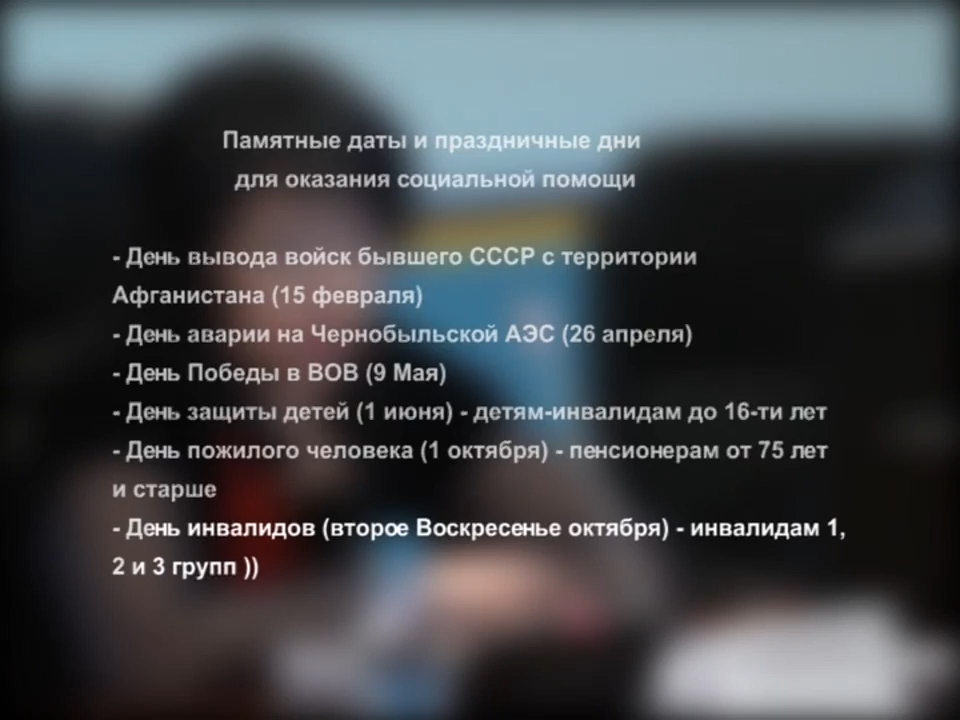 Памятные даты и праздничные дни
для оказания социальной помощи
- День вывода войск бывшего СССР с территории
Афганистана (15 февраля)
- День аварии на Чернобыльской АЭС (26 апреля)
- День Победы в ВОВ (9 Мая)
- День защиты детей (1 июня) - детям-инвалидам до 16-ти лет
- День пожилого человека (1 октября) - пенсионерам от 75 лет
и старше
- День инвалидов (второе Воскресенье октября) - инвалидам 1,
2 и 3 групп ))